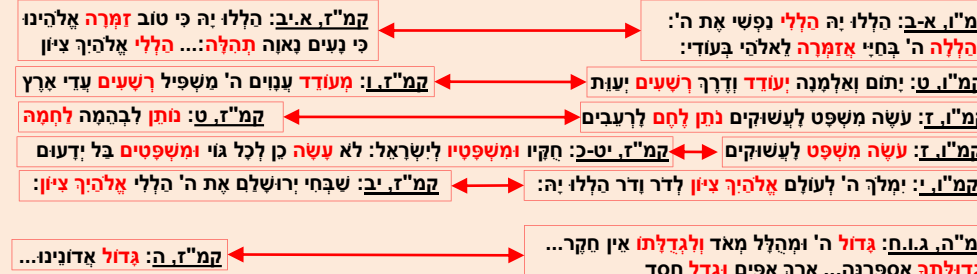 מ"ו, א-ב: הַלְלוּ יָהּ הַלְלִי נַפְשִׁי אֶת ה':
הַלְלָה ה' בְּחַיָּי אֲזַמְּרָה לֵאלֹהַי בְּעוֹדִי:
קמ"ז, א.יב: הַלְלוּ יָהּ כִּי טוֹב זַמְּרָה אֱלֹהֵינוּ
כִּי נָעִים נָאוָה תְהִלָּה:... הַלְלִי אֱלֹהַיִךְ צִיּוֹן
קמ"ו, ט: יָתוֹם וְאַלְמָנָה יְעוֹדֵד וְדֶרֶךְ רְשָׁעִים יְעַוֵּת
קמ"ז, ו: מְעוֹדֵד עֲנָוִים ה' מַשְׁפִּיל רְשָׁעִים עֲדֵי אָרֶץ
קמ"ו, ז: עֹשֶׂה מִשְׁפָּט לָעֲשׁוּקִים נֹתֵן לֶחֶם לָרְעֵבִים
קמ"ז, ט: נוֹתֵן לִבְהֵמָה לַחְמָהּ
קמ"ו, ז: עֹשֶׂה מִשְׁפָּט לָעֲשׁוּקִים
קמ"ז, יט-כ: חֻקָּיו וּמִשְׁפָּטָיו לְיִשְׂרָאֵל: לֹא עָשָׂה כֵן לְכָל גּוֹי וּמִשְׁפָּטִים בַּל יְדָעוּם
קמ"ו, י: יִמְלֹךְ ה' לְעוֹלָם אֱלֹהַיִךְ צִיּוֹן לְדֹר וָדֹר הַלְלוּ יָהּ:
קמ"ז, יב: שַׁבְּחִי יְרוּשָׁלִַם אֶת ה' הַלְלִי אֱלֹהַיִךְ צִיּוֹן:
מ"ה, ג.ו.ח: גָּדוֹל ה' וּמְהֻלָּל מְאֹד וְלִגְדֻלָּתוֹ אֵין חֵקֶר...
גְדוּלָּתְךָ אֲסַפְּרֶנָּה... אֶרֶךְ אַפַּיִם וּגְדָל חָסֶד
קמ"ז, ה: גָּדוֹל אֲדוֹנֵינוּ...